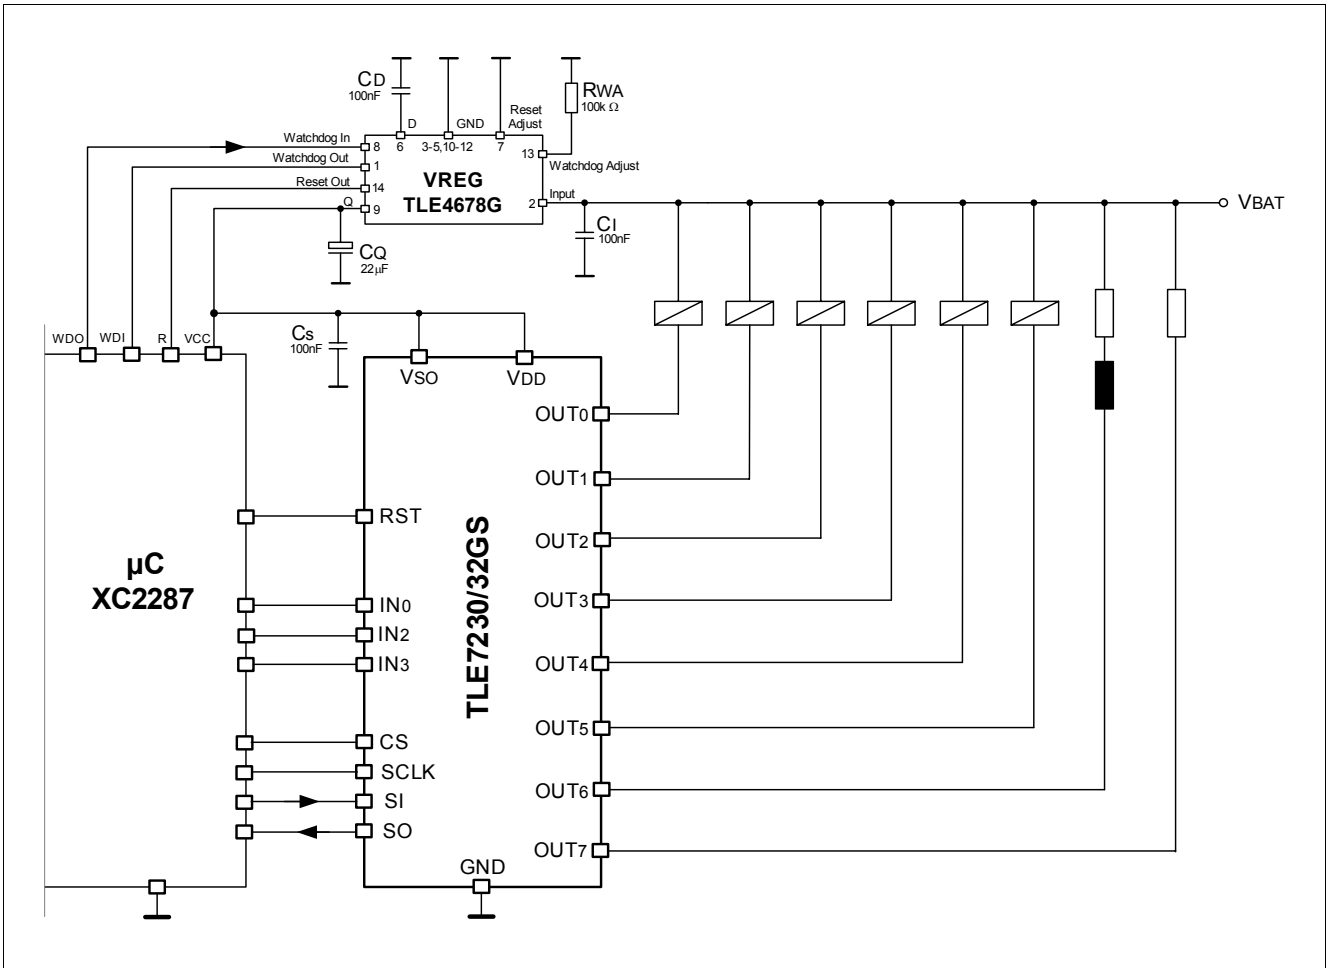 CD
100nF
RWA
100k Ω
D
GND
Reset
Adjust
Watchdog In
8
6
3-5,10-12
7
13
Watchdog Adjust
Watchdog Out
1
VREG
TLE4678G
Reset Out
14
Q
9
2
Input
VBAT
CI
100nF
CQ
22µF
WDO
WDI
R
VCC
CS
100nF
VSO
VDD
OUT0
OUT1
RST
OUT2
µC
XC2287
TLE7230/32GS
IN0
OUT3
IN2
IN3
OUT4
OUT5
CS
SCLK
OUT6
SI
SO
OUT7
GND